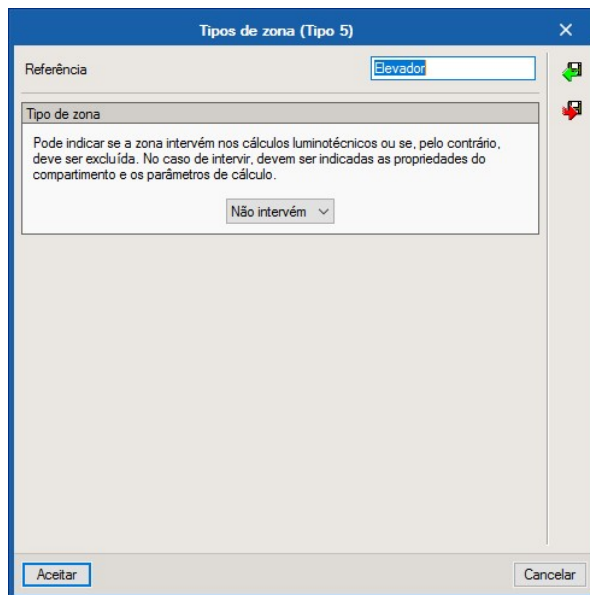 Tipos de zona (Tipo 5)
Referência
Elevador
Tipo de zona
Pode indicar se a zona intervém nos cálculos luminotécnicos ou se, pelo contrário,
deve ser excluída. No caso de intervir, devem ser indicadas as propriedades do
compartimento e os parâmetros de cálculo.
Não intervém
Aceitar
Cancelar